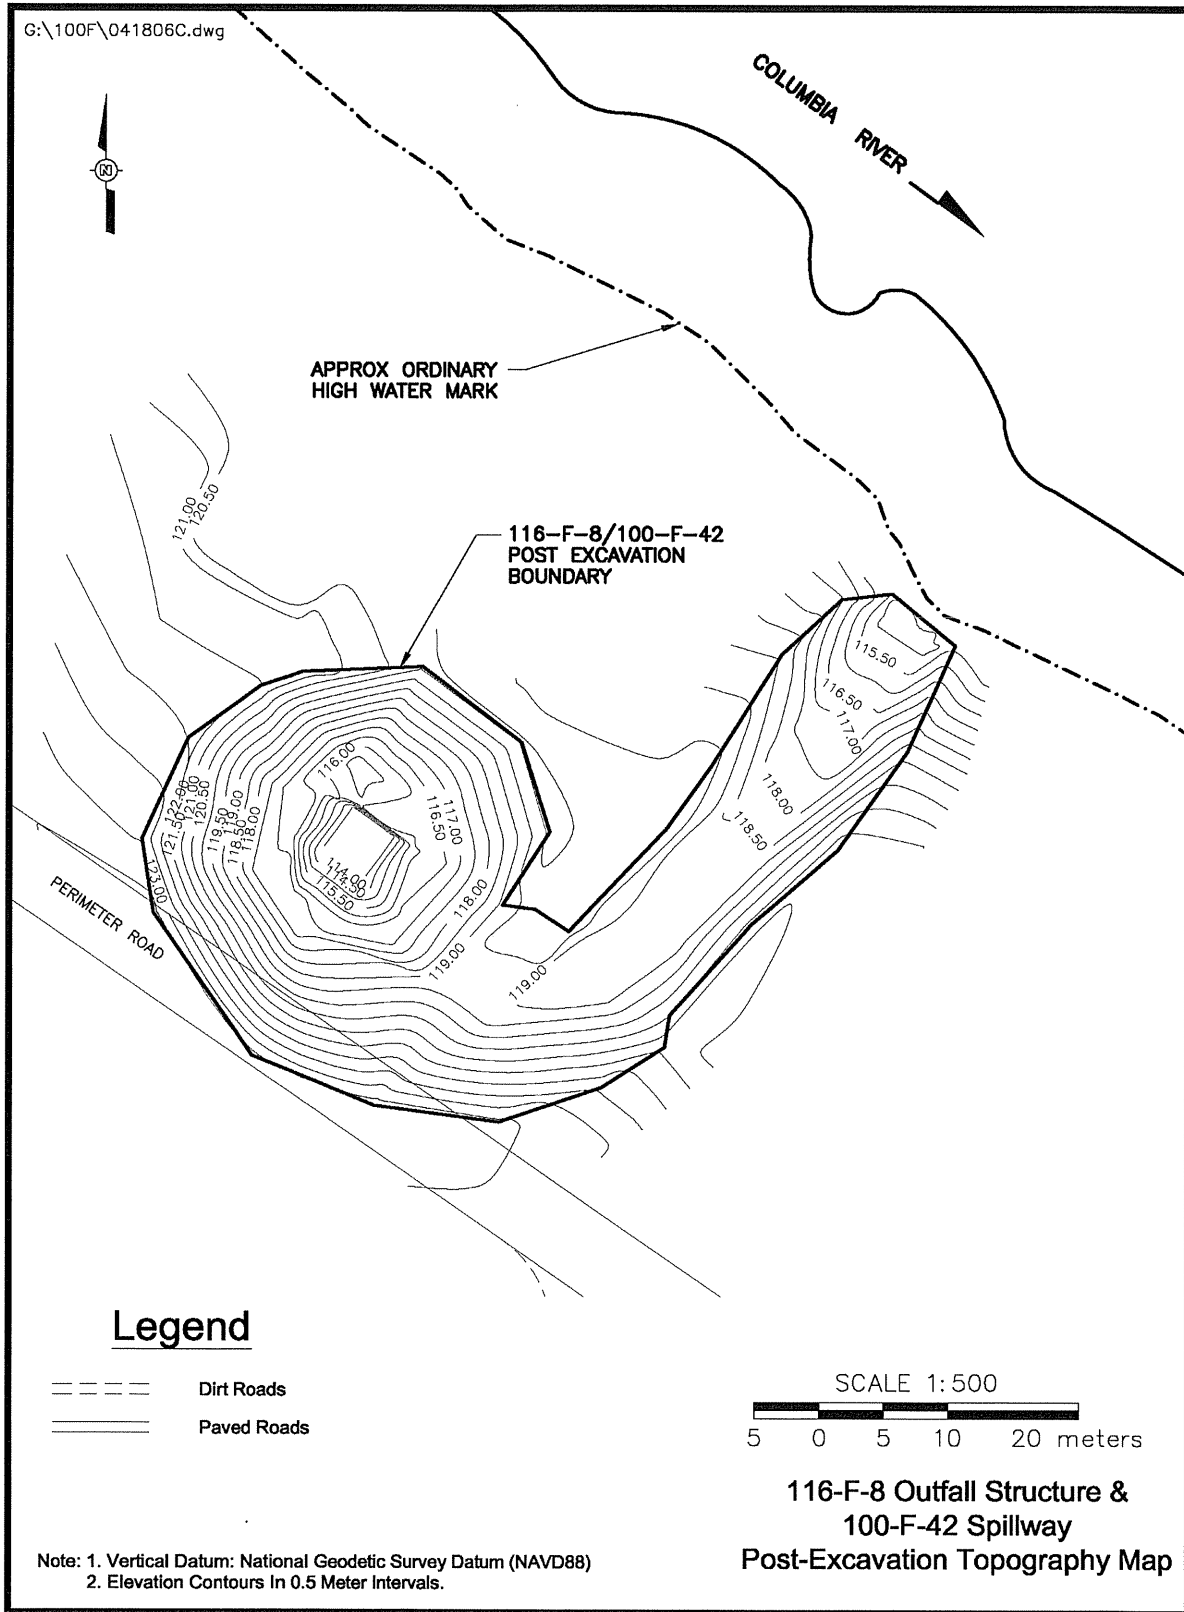 G:\100F\041806C.dwg
COLUMBIA RIVER
N
APPROX ORDINARY
HIGH WATER MARK
121.00
120.50
116-F-8/100-F-42
POST EXCAVATION
BOUNDARY
115.50
116.50
117.00
118.00
118.50
116.00
122.00
121.50
121.00
120.50
119.50
119.00
118.50
118.00
117.00
116.50
114.00
114.50
115.50
118.00
123.00
119.00
119.00
PERIMETER ROAD
Legend
Dirt Roads
Paved Roads
SCALE 1:500
5 0 5 10 20 meters
116-F-8 Outfall Structure &
100-F-42 Spillway
Post-Excavation Topography Map
Note: 1. Vertical Datum: National Geodetic Survey Datum (NAVD88)
2. Elevation Contours In 0.5 Meter Intervals.